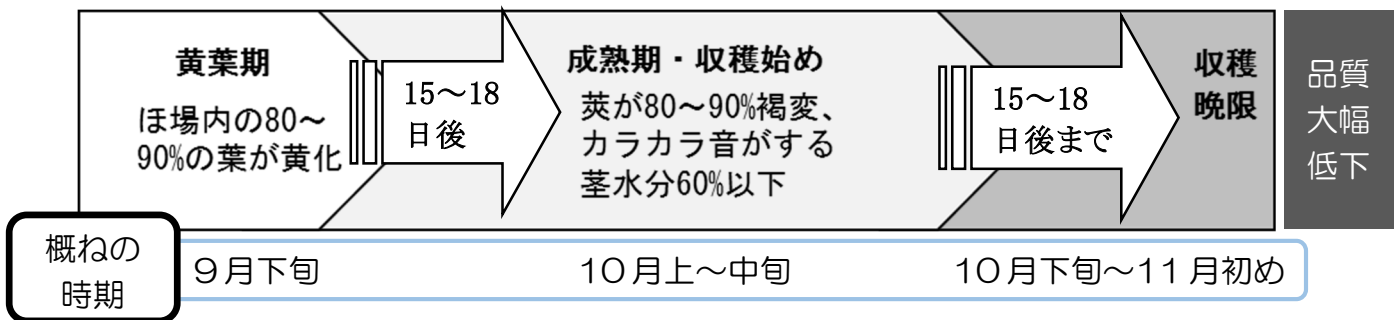 黄葉期
ほ場内の80～
90%の葉が黄化
15～18
日後
成熟期・収穫始め
莢が80～90%褐変、
カラカラ音がする
茎水分60%以下
15～18
日後まで
収穫
晩限
品質
大幅
低下
概ねの
時期
９月下旬
１０月上～中旬
１０月下旬～１１月初め